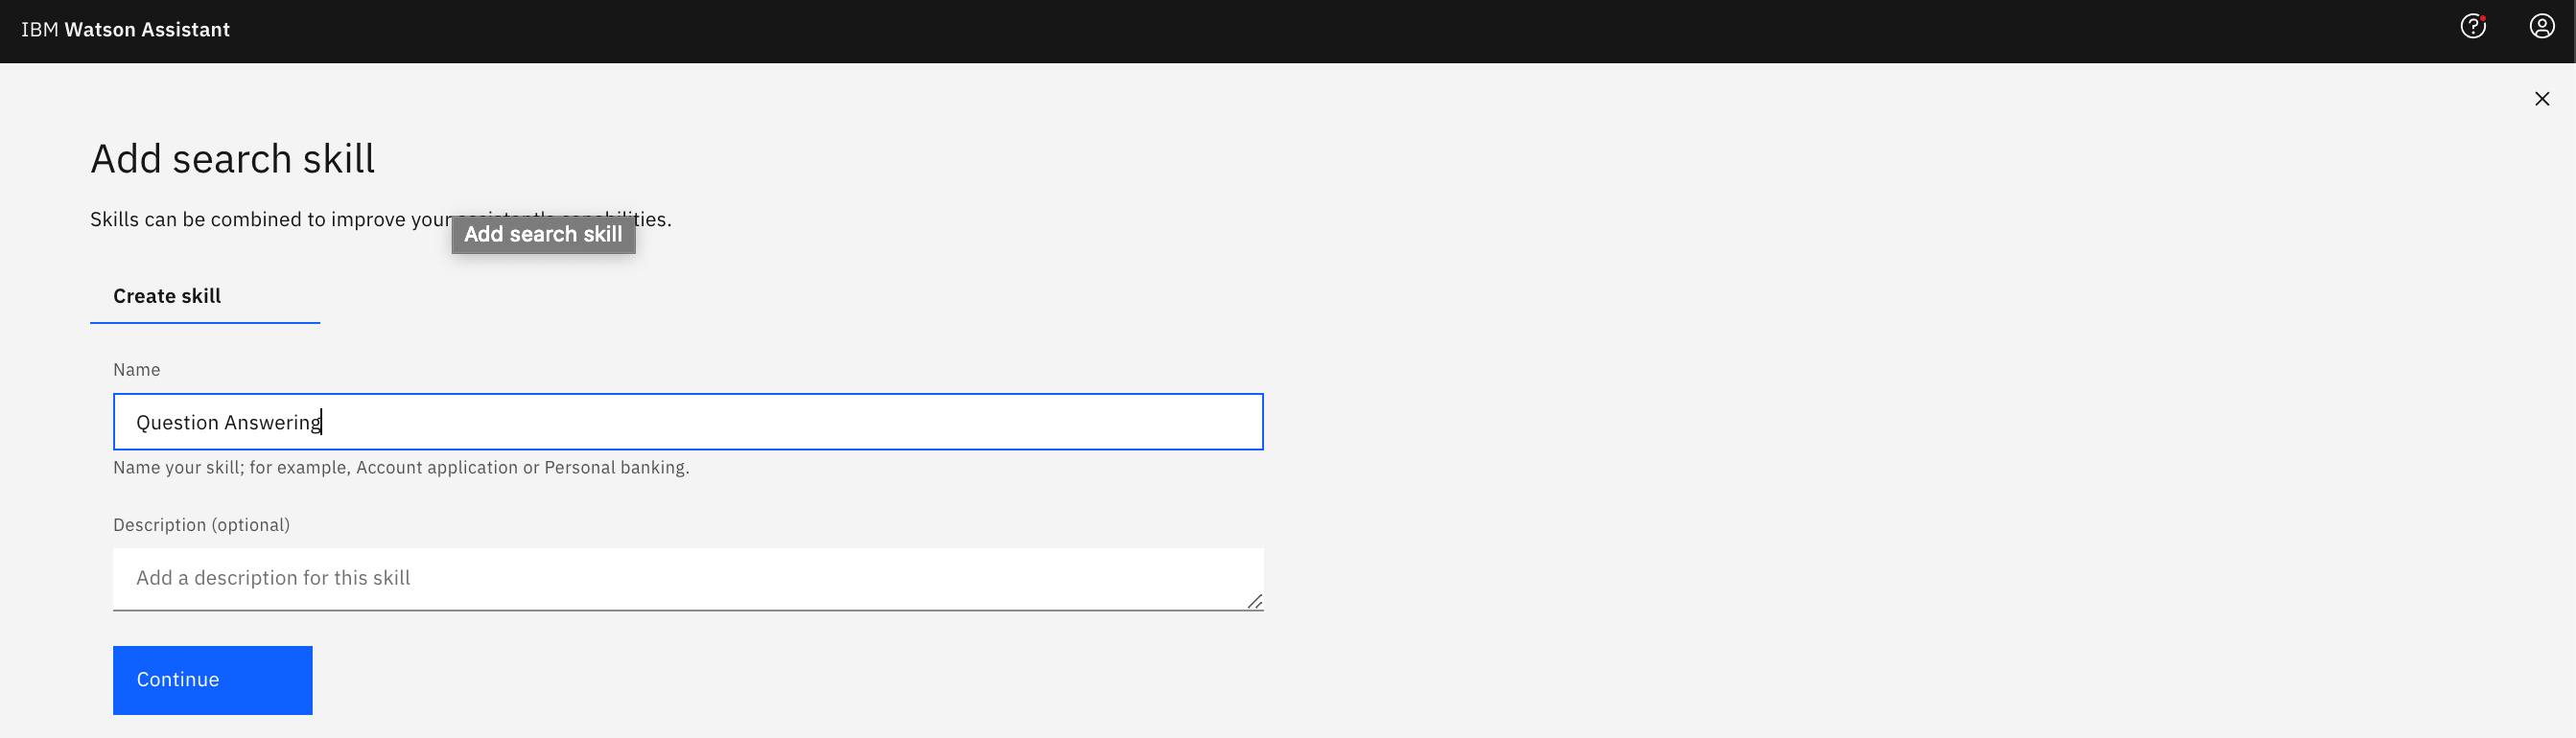 IBM Watson Assistant
Add search skill
Skills can be combined to improve your assistant's capabilities.
Add search skill
Create skill
Name
Question Answering
Name your skill; for example, Account application or Personal banking.
Description (optional)
Add a description for this skill
Continue